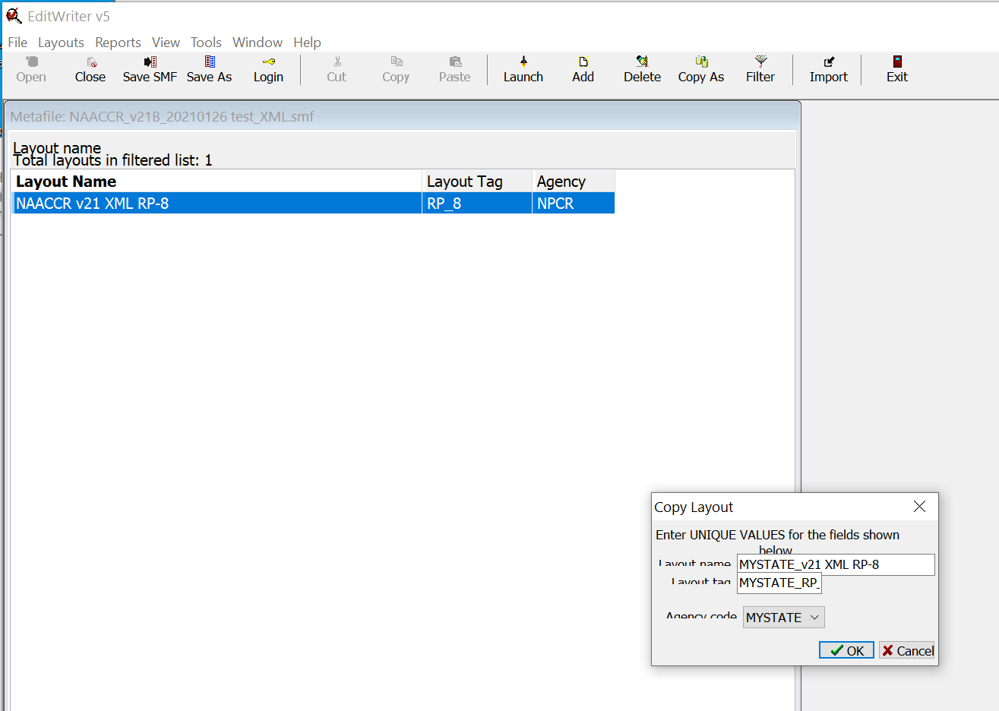 EditWriter v5
File Layouts Reports View Tools Window Help
Open Close Save SMF Save As Login Cut Copy Paste Launch Add Delete Copy As Filter Import Exit
Metafile: NAACCR_v21B_20210126 test_XML.smf
Layout name
Total layouts in filtered list: 1
Layout Name Layout Tag Agency
NAACCR v21 XML RP-8 RP_8 NPCR
Copy Layout
Enter UNIQUE VALUES for the fields shown
below
Layout name MYSTATE_v21 XML RP-8
Layout tag MYSTATE_RP_
Agency code MYSTATE
OK Cancel